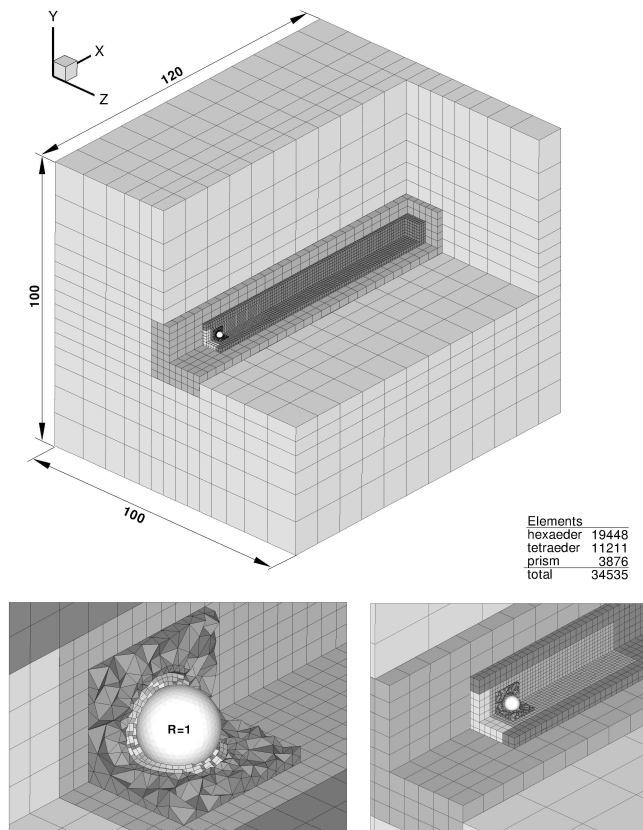 Y
X
Z
120
100
100
Elements
hexaeder 19448
tetraeder 11211
prism 3876
total 34535
R=1